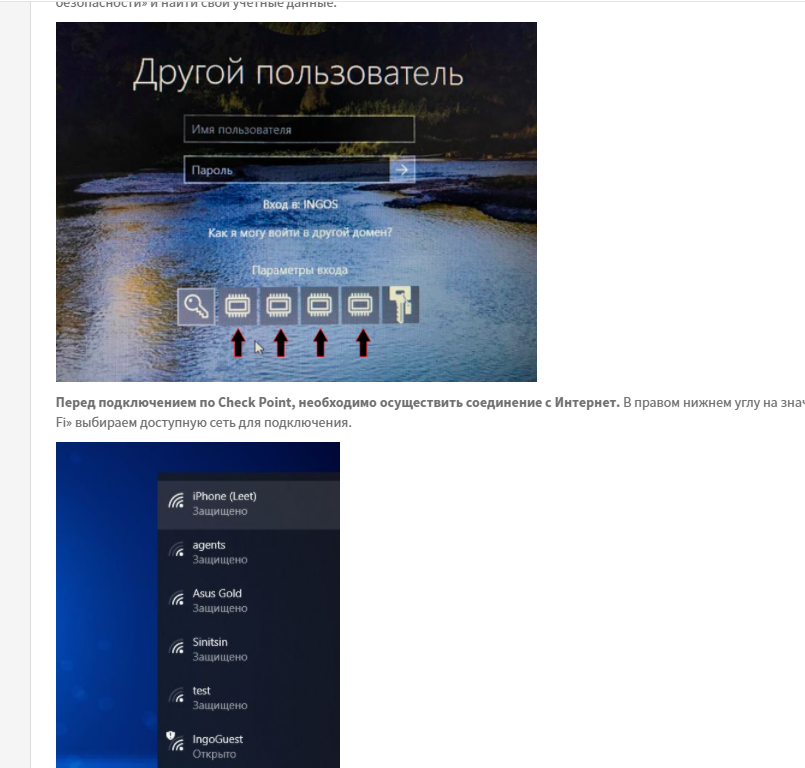 безопасности» и найти свои учетные данные.
Другой пользователь
Имя пользователя
Пароль
Вход в: INGOS
Как я могу войти в другой домен?
Параметры входа
Перед подключением по Check Point, необходимо осуществить соединение с Интернет. В правом нижнем углу на знач
Fi» выбираем доступную сеть для подключения.
iPhone (Leet)
Защищено
agents
Защищено
Asus Gold
Защищено
Sinitsin
Защищено
test
Защищено
IngoGuest
Открыто